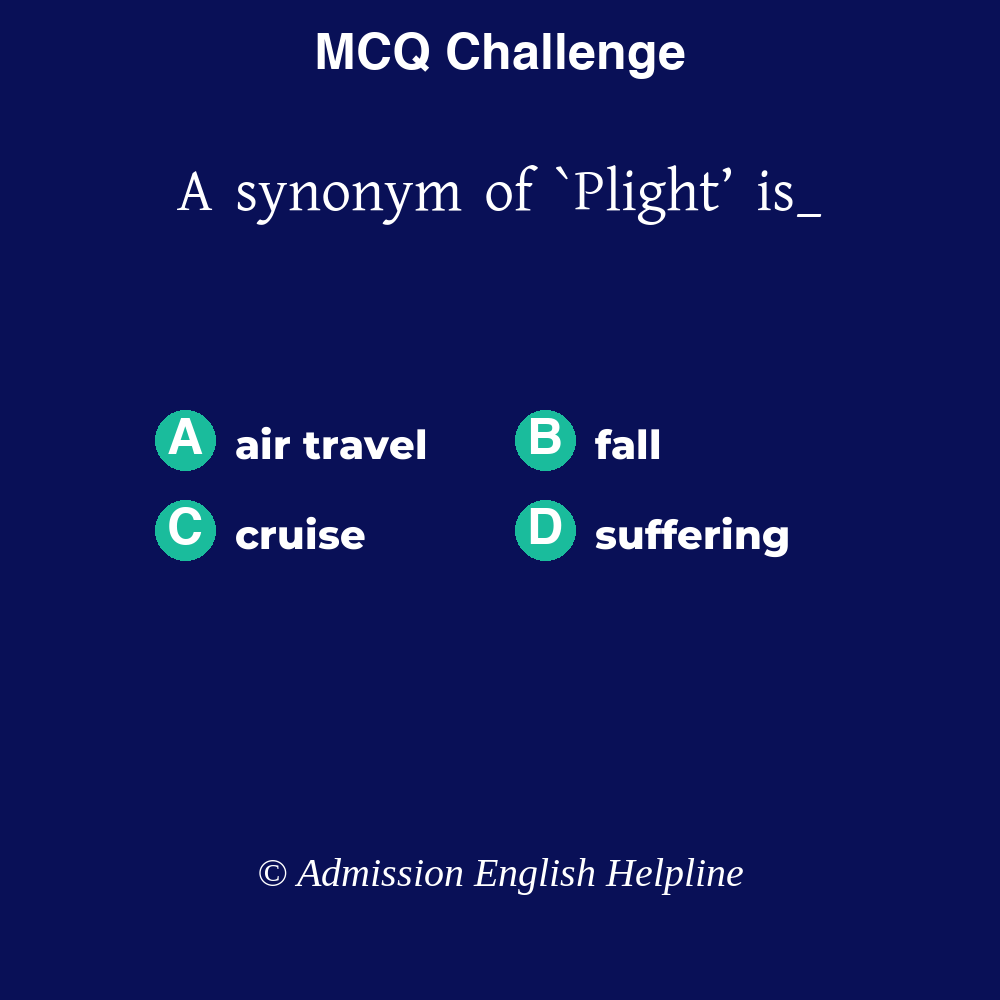 MCQ Challenge
A synonym of `Plight’ is_
A air travel
B fall
C cruise
D suffering
© Admission English Helpline